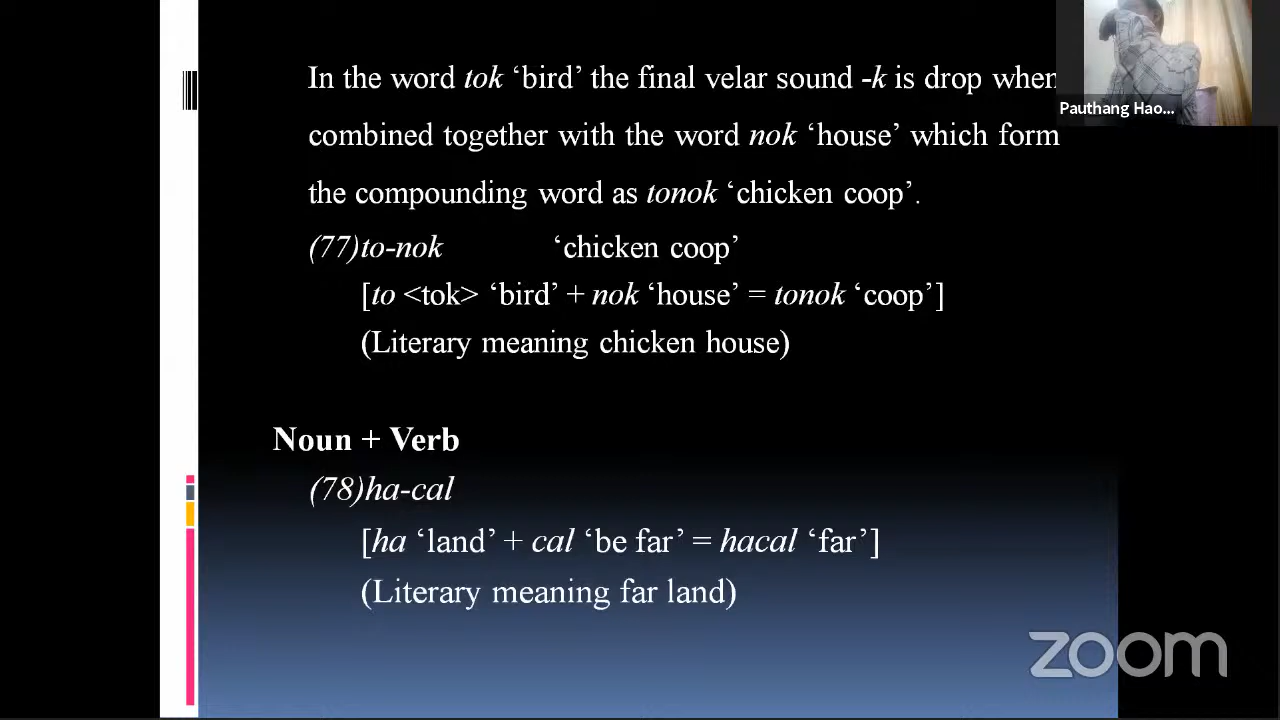 In the word tok ‘bird’ the final velar sound -k is drop when
combined together with the word nok ‘house’ which form
the compounding word as tonok ‘chicken coop’.
(77)to-nok ‘chicken coop’
[to <tok> ‘bird’ + nok ‘house’ = tonok ‘coop’]
(Literary meaning chicken house)
Noun + Verb
(78)ha-cal
[ha ‘land’ + cal ‘be far’ = hacal ‘far’]
(Literary meaning far land)
Pauthang Hao...
zoom